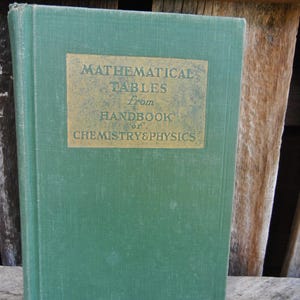 MATHEMATICAL
TABLES
from
HANDBOOK
of
CHEMISTRY & PHYSICS